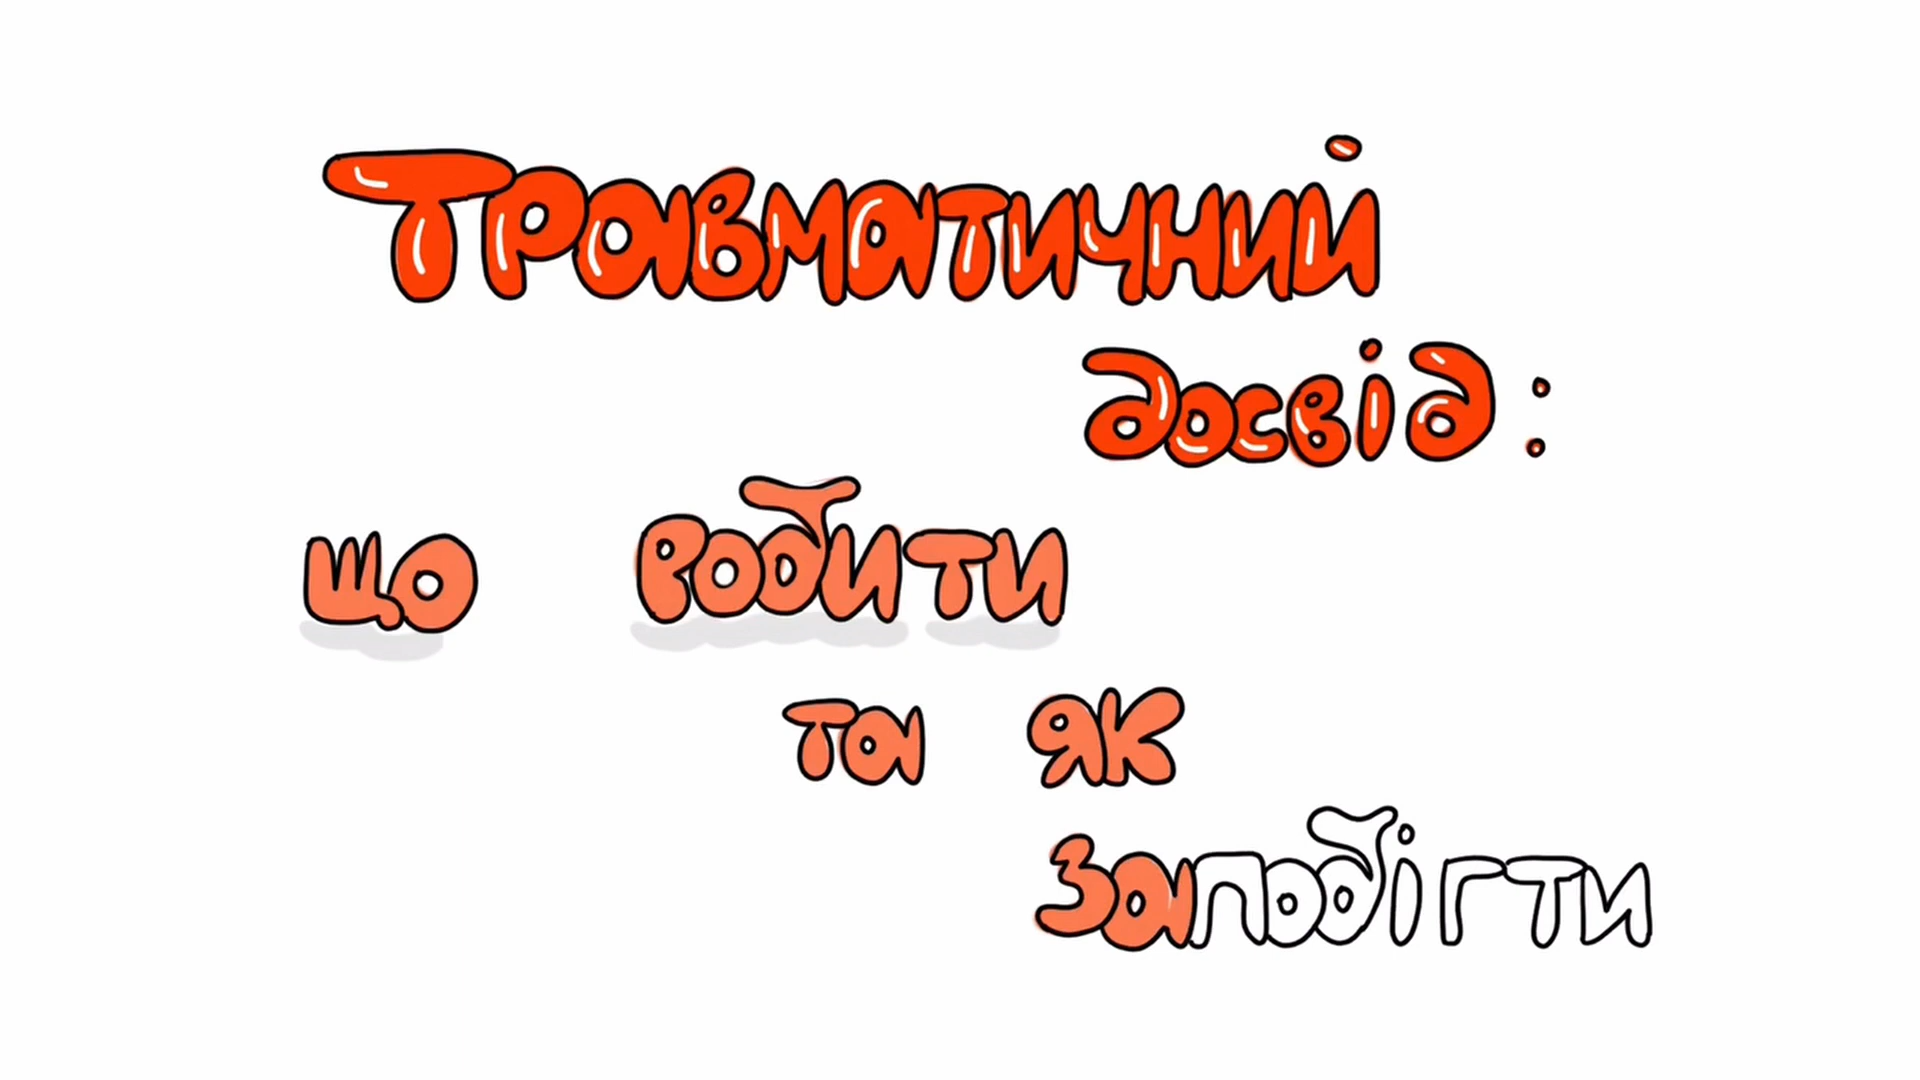 Травматичний
досвід:
що робити
та як
запобігти